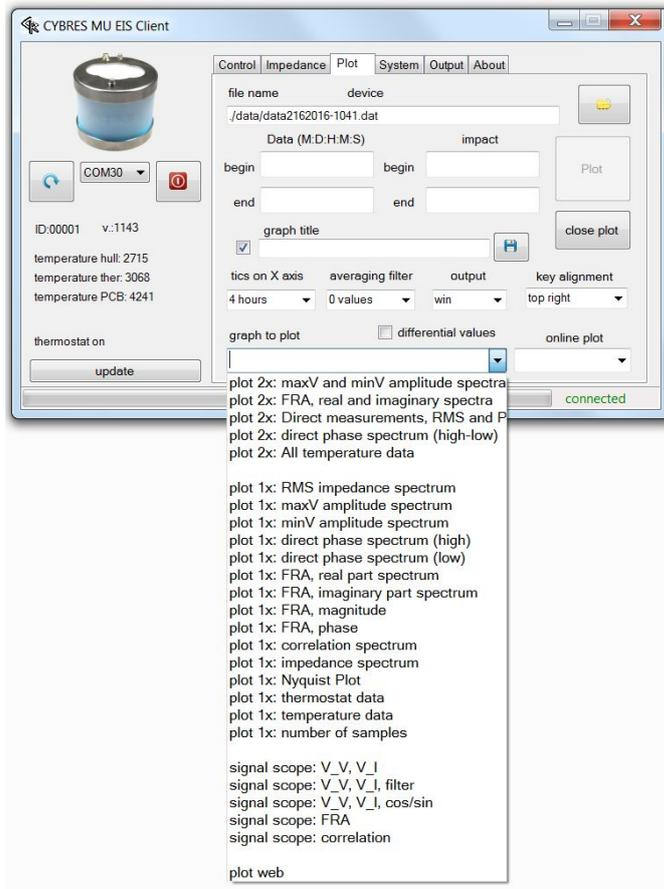 CYBRES MU EIS Client
Control Impedance Plot System Output About
file name device
./data/data2162016-1041.dat
Data (M:D:H:M:S) impact
COM30
begin begin Plot
end end
ID:00001 v.:1143
graph title close plot
temperature hull: 2715
temperature ther: 3068
temperature PCB: 4241
tics on X axis averaging filter output key alignment
4 hours 0 values win top right
thermostat on
graph to plot differential values online plot
update
connected
plot 2x: maxV and minV amplitude spectra
plot 2x: FRA, real and imaginary spectra
plot 2x: Direct measurements, RMS and P
plot 2x: direct phase spectrum (high-low)
plot 2x: All temperature data
plot 1x: RMS impedance spectrum
plot 1x: maxV amplitude spectrum
plot 1x: minV amplitude spectrum
plot 1x: direct phase spectrum (high)
plot 1x: direct phase spectrum (low)
plot 1x: FRA, real part spectrum
plot 1x: FRA, imaginary part spectrum
plot 1x: FRA, magnitude
plot 1x: FRA, phase
plot 1x: correlation spectrum
plot 1x: impedance spectrum
plot 1x: Nyquist Plot
plot 1x: thermostat data
plot 1x: temperature data
plot 1x: number of samples
signal scope: V_V, V_I
signal scope: V_V, V_I, filter
signal scope: V_V, V_I, cos/sin
signal scope: FRA
signal scope: correlation
plot web